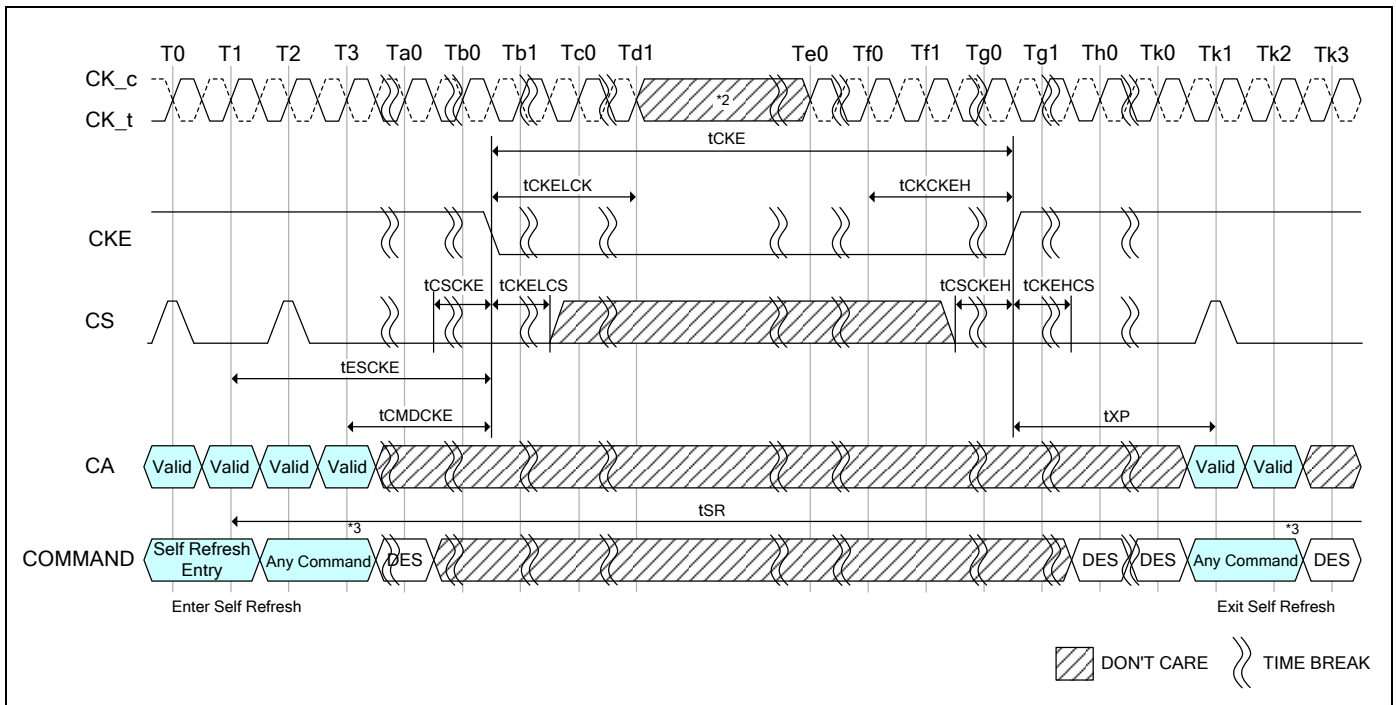 T0 T1 T2 T3 Ta0 Tb0 Tb1 Tc0 Td1 Te0 Tf0 Tf1 Tg0 Tg1 Th0 Tk0 Tk1 Tk2 Tk3
CK_c
*2
CK_t
tCKE
tCKELCK tCKCKEH
CKE
tCSCKE tCKELCS tCSCKEH tCKEHCS
CS
tESCKE
tCMDCKE tXP
CA Valid Valid Valid Valid Valid Valid
tSR
*3 *3
COMMAND Self Refresh Entry Any Command DES DES DES Any Command DES
Enter Self Refresh Exit Self Refresh
DON'T CARE TIME BREAK